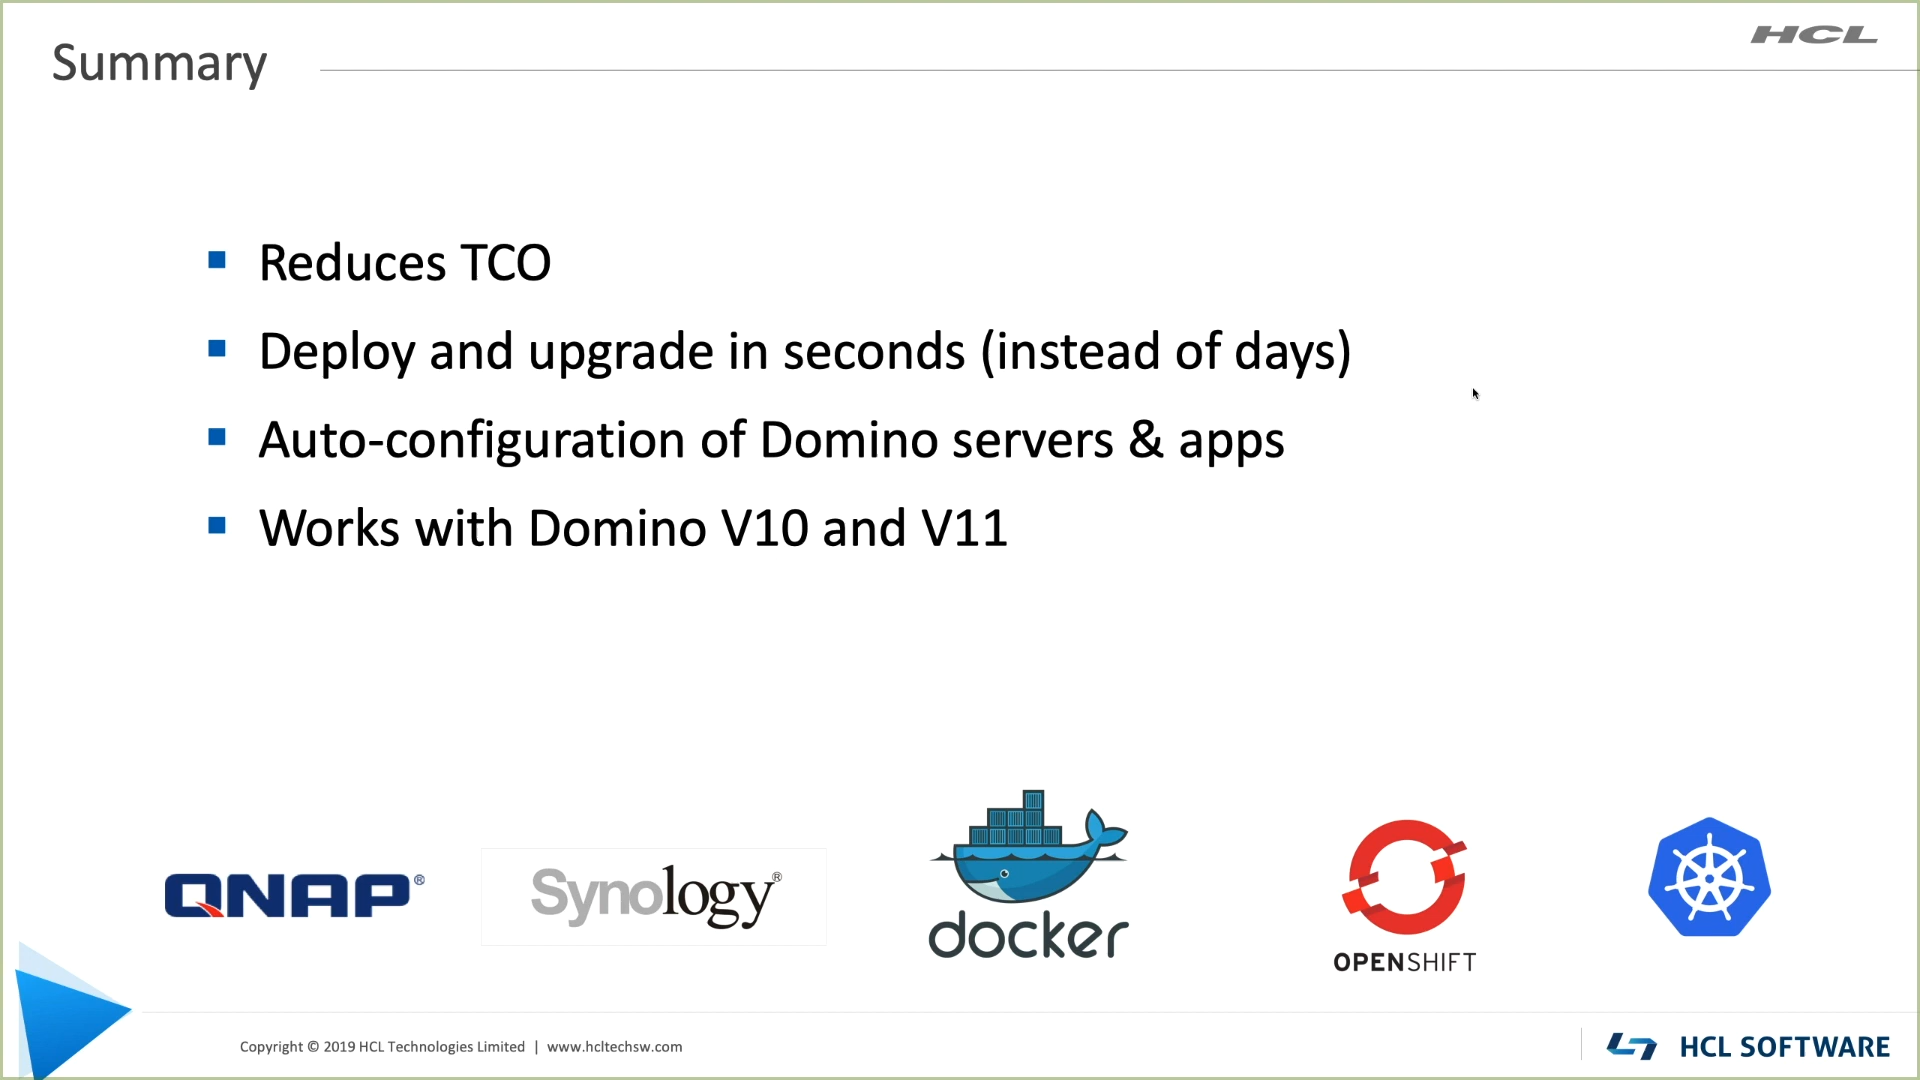 Summary
HCL
Reduces TCO
Deploy and upgrade in seconds (instead of days)
Auto-configuration of Domino servers & apps
Works with Domino V10 and V11
QNAP®
Synology®
docker
OPENSHIFT
Copyright © 2019 HCL Technologies Limited | www.hcltechsw.com
HCL SOFTWARE